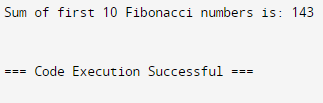 Sum of first 10 Fibonacci numbers is: 143
=== Code Execution Successful ===